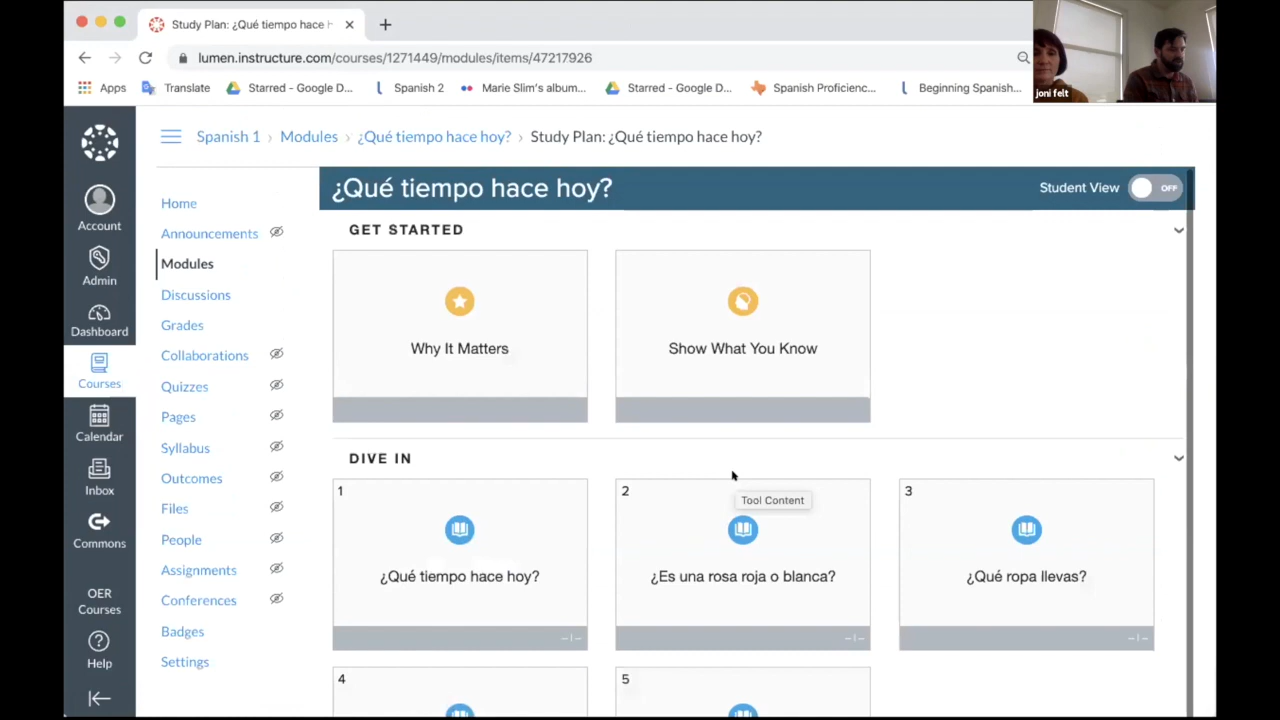 Study Plan: ¿Qué tiempo hace h
lumen.instructure.com/courses/1271449/modules/items/47217926
Apps Translate Starred - Google D... Spanish 2 Marie Slim's album... Starred - Google D... Spanish Proficienc... Beginning Spanish...
joni felt
Spanish 1 › Modules › ¿Qué tiempo hace hoy? › Study Plan: ¿Qué tiempo hace hoy?
Account
Admin
Dashboard
Courses
Calendar
Inbox
Commons
OER
Courses
Help
Home
Announcements
Modules
Discussions
Grades
Collaborations
Quizzes
Pages
Syllabus
Outcomes
Files
People
Assignments
Conferences
Badges
Settings
¿Qué tiempo hace hoy?
Student View OFF
GET STARTED
Why It Matters
Show What You Know
DIVE IN
Tool Content
1
¿Qué tiempo hace hoy?
--|--
2
¿Es una rosa roja o blanca?
--|--
3
¿Qué ropa llevas?
--|--
4
5